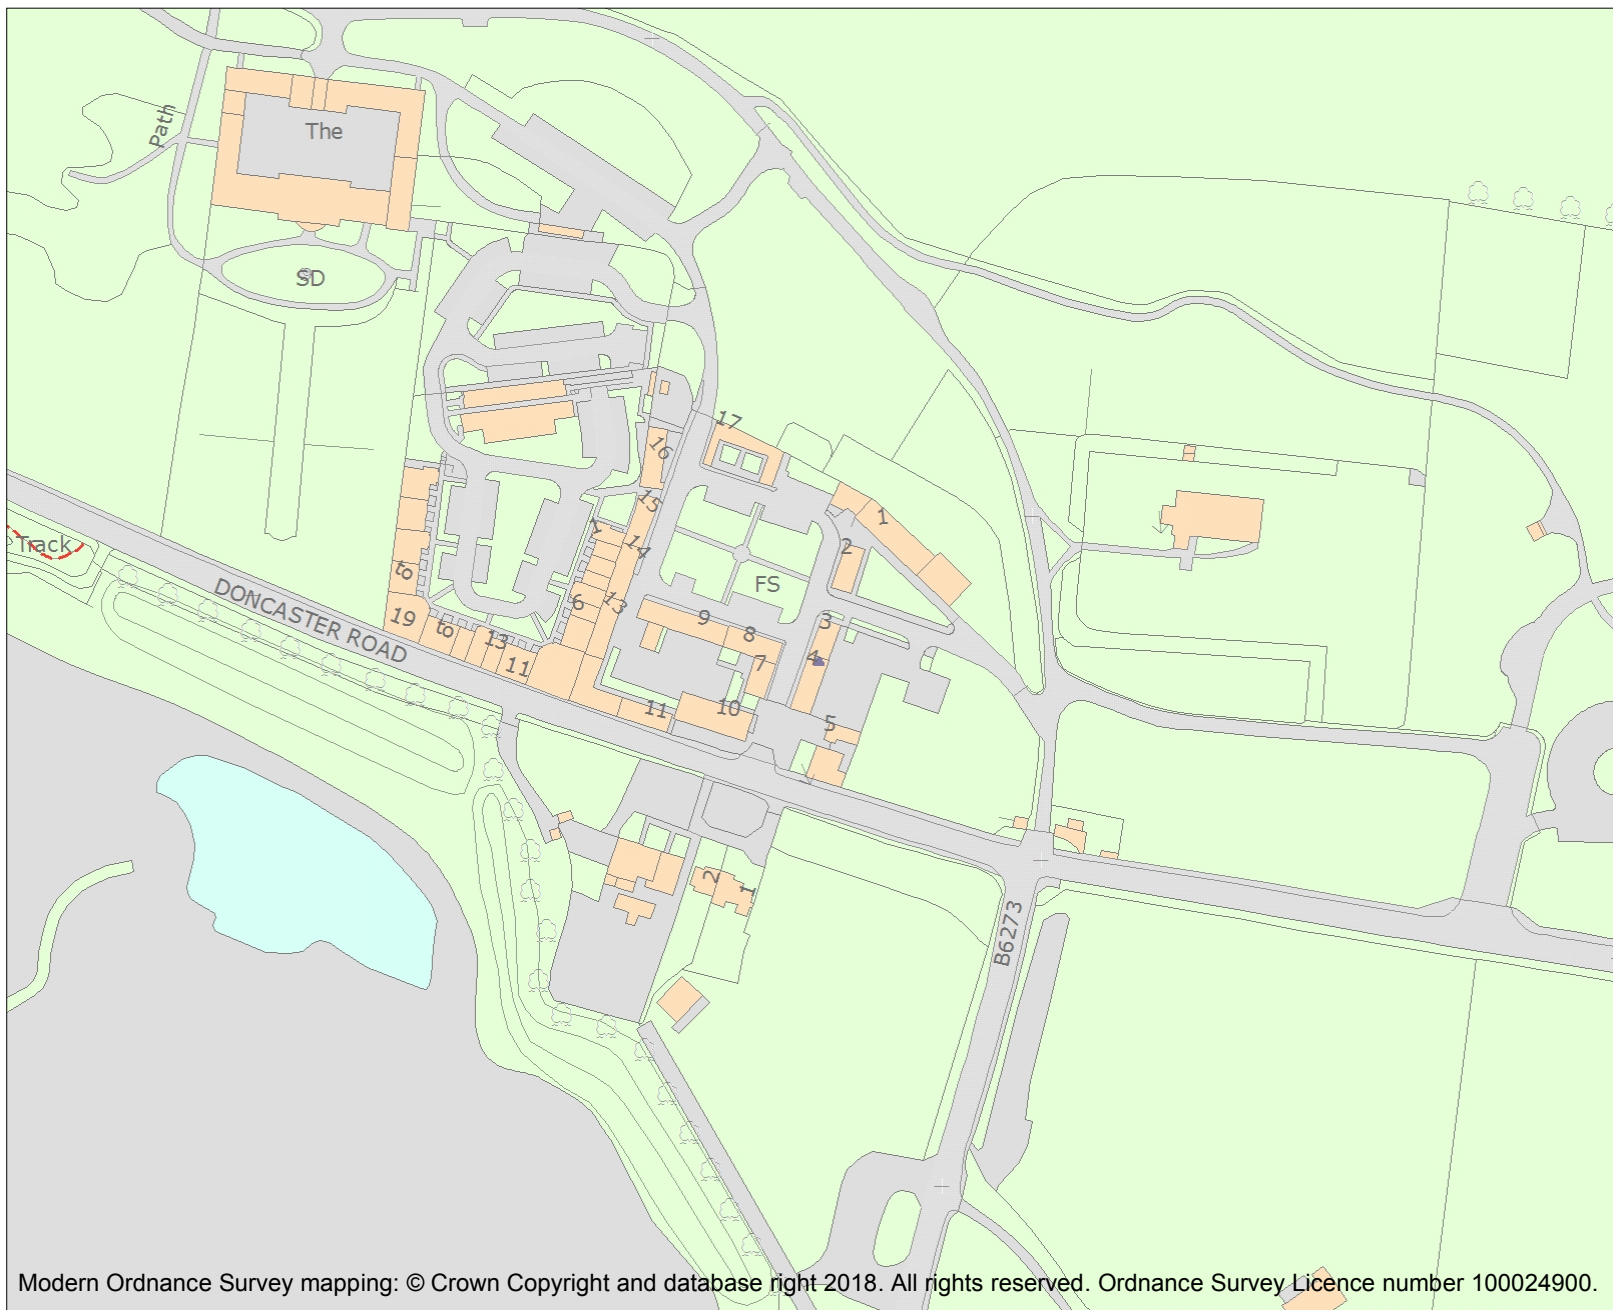 The
Path
SD
17
16
1
15
2
14
1
Track
to
FS
DONCASTER ROAD
6
13
9
3
19
to
8
13
4
7
11
11
10
5
2
1
B6273
Modern Ordnance Survey mapping: © Crown Copyright and database right 2018. All rights reserved. Ordnance Survey Licence number 100024900.